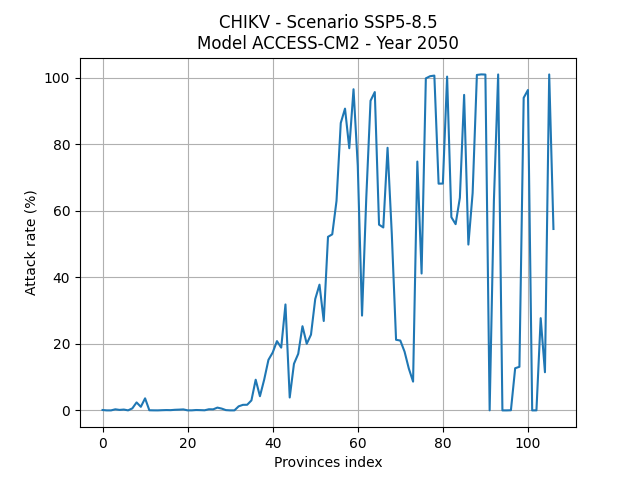 CHIKV - Scenario SSP5-8.5
Model ACCESS-CM2 - Year 2050
100
80
60
40
20
0
Attack rate (%)
0 20 40 60 80 100
Provinces index